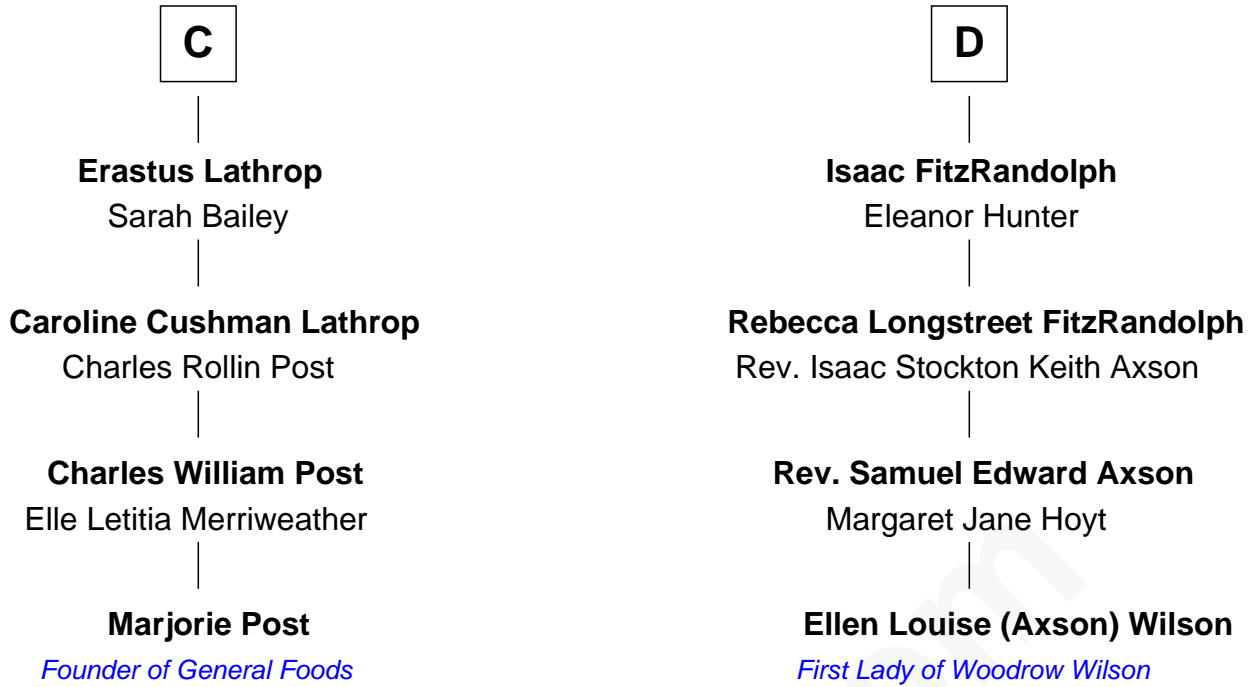 C
Erastus Lathrop
Sarah Bailey
Caroline Cushman Lathrop
Charles Rollin Post
Charles William Post
Elle Letitia Merriweather
Marjorie Post
Founder of General Foods
D
Isaac FitzRandolph
Eleanor Hunter
Rebecca Longstreet FitzRandolph
Rev. Isaac Stockton Keith Axson
Rev. Samuel Edward Axson
Margaret Jane Hoyt
Ellen Louise (Axson) Wilson
First Lady of Woodrow Wilson